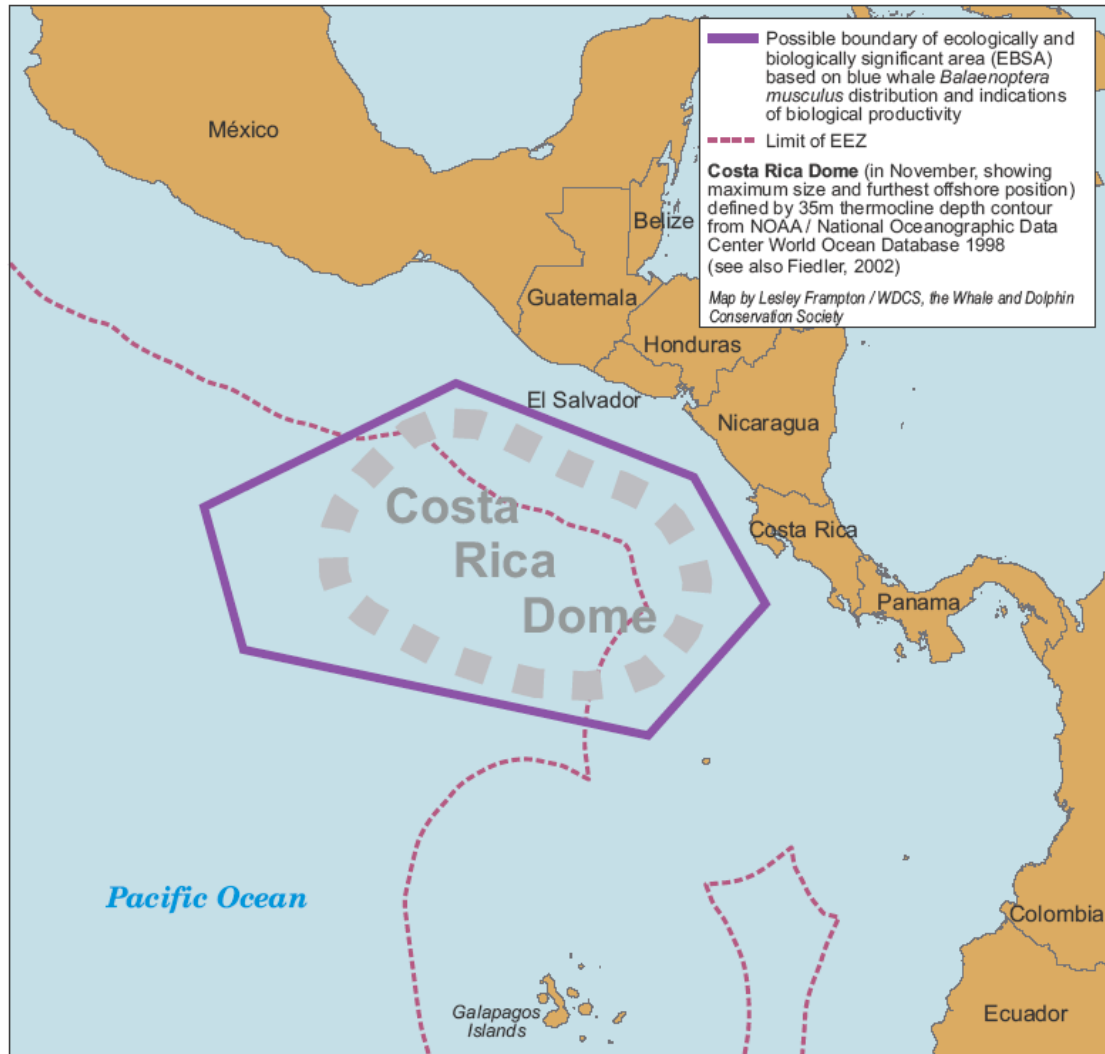 Possible boundary of ecologically and
biologically significant area (EBSA)
based on blue whale Balaenoptera
musculus distribution and indications
of biological productivity
Limit of EEZ
Costa Rica Dome (in November, showing
maximum size and furthest offshore position)
defined by 35m thermocline depth contour
from NOAA / National Oceanographic Data
Center World Ocean Database 1998
(see also Fiedler, 2002)
Map by Lesley Frampton / WDCS, the Whale and Dolphin
Conservation Society
México
Belize
Guatemala
Honduras
El Salvador
Nicaragua
Costa
Rica
Dome
Costa Rica
Panama
Pacific Ocean
Colombia
Galapagos
Islands
Ecuador